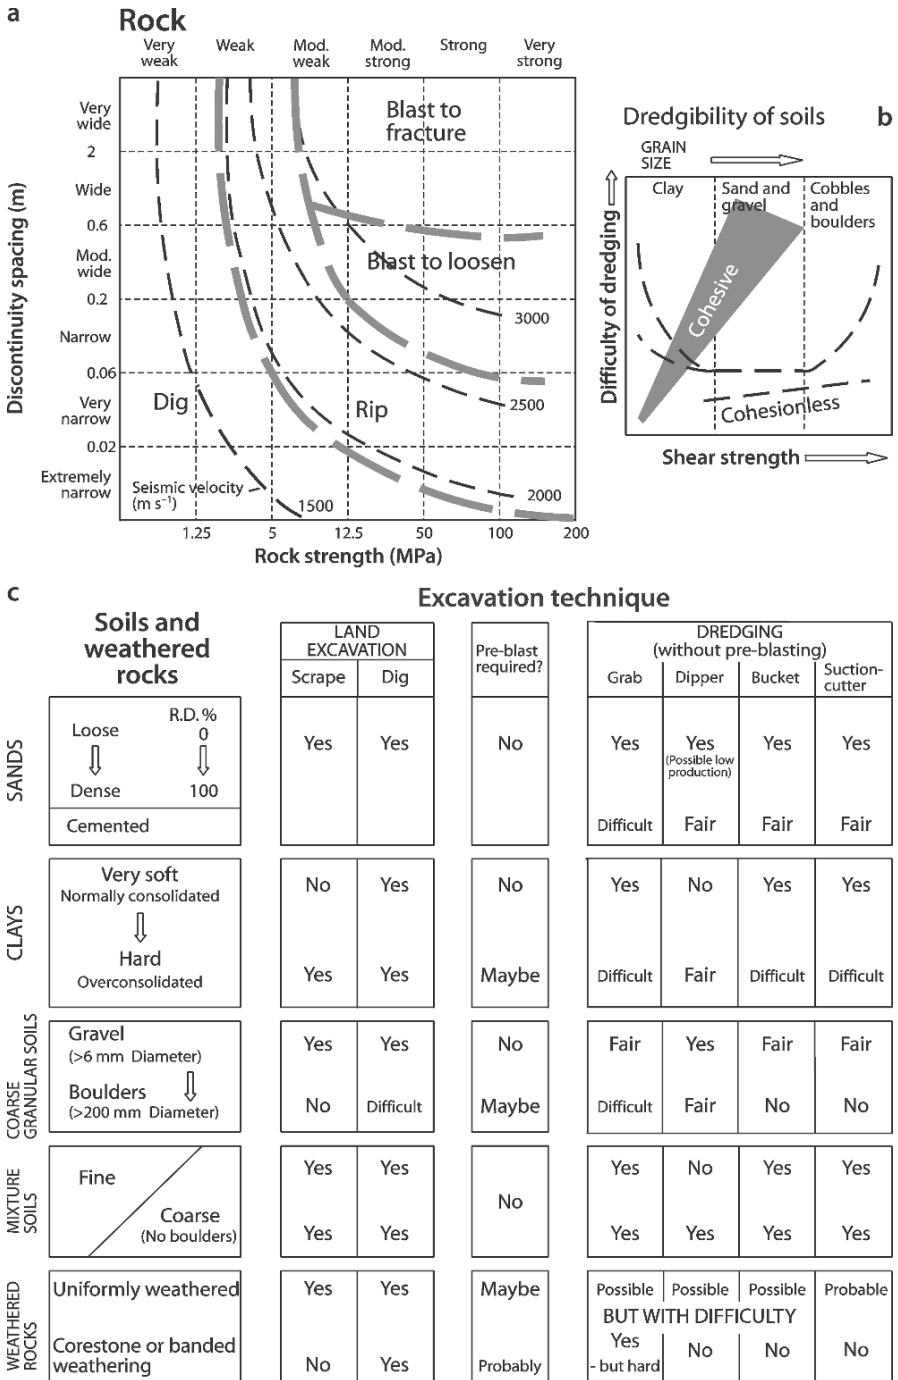 a
Rock
Very weak
Weak
Mod. weak
Mod. strong
Strong
Very strong
Discontinuity spacing (m)
Very wide
2
Wide
0.6
Mod. wide
0.2
Narrow
0.06
Very narrow
0.02
Extremely narrow
Blast to
fracture
Blast to loosen
3000
2500
Dig
Rip
Seismic velocity
(m s⁻¹)
1500
2000
1.25 5 12.5 50 100 200
Rock strength (MPa)
b
Dredgibility of soils
GRAIN
SIZE
Clay
Sand and
gravel
Cobbles
and
boulders
Difficulty of dredging
Cohesive
Cohesionless
Shear strength
c
Excavation technique
Soils and
weathered
rocks
LAND
EXCAVATION
Scrape Dig
Pre-blast
required?
DREDGING
(without pre-blasting)
Grab Dipper Bucket Suction-
cutter
SANDS
Loose R.D. %
0
Dense 100
Yes Yes No Yes Yes Yes Yes
(Possible low
production)
Cemented
Difficult Fair Fair Fair
CLAYS
Very soft
Normally consolidated
No Yes No Yes No Yes Yes
Hard
Overconsolidated
Yes Yes Maybe Difficult Fair Difficult Difficult
COARSE
GRANULAR SOILS
Gravel
(>6 mm Diameter)
Yes Yes No Fair Yes Fair Fair
Boulders
(>200 mm Diameter)
No Difficult Maybe Difficult Fair No No
MIXTURE
SOILS
Fine
Yes Yes No Yes No Yes Yes
Coarse
(No boulders)
Yes Yes Yes Yes Yes Yes
WEATHERED
ROCKS
Uniformly weathered
Yes Yes Maybe Possible Possible Possible Probable
BUT WITH DIFFICULTY
Corestone or banded
weathering
No Yes Probably Yes
- but hard
No No No